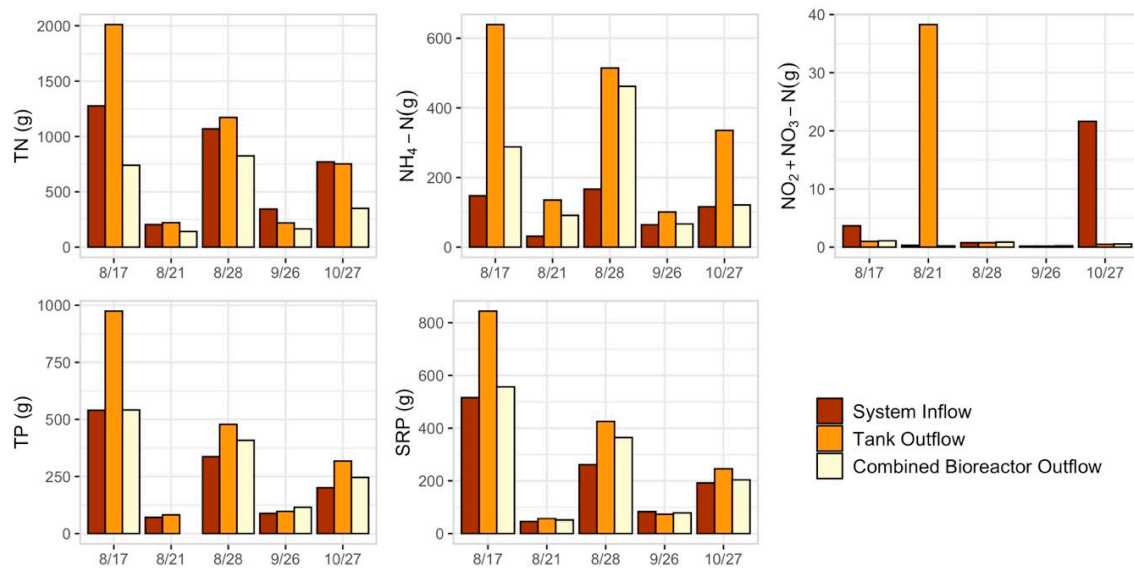 TN (g)
2000
1500
1000
500
0
8/17 8/21 8/28 9/26 10/27
NH₄ − N(g)
600
400
200
0
8/17 8/21 8/28 9/26 10/27
NO₂ + NO₃ − N(g)
40
30
20
10
0
8/17 8/21 8/28 9/26 10/27
TP (g)
1000
750
500
250
0
8/17 8/21 8/28 9/26 10/27
SRP (g)
800
600
400
200
0
8/17 8/21 8/28 9/26 10/27
System Inflow
Tank Outflow
Combined Bioreactor Outflow